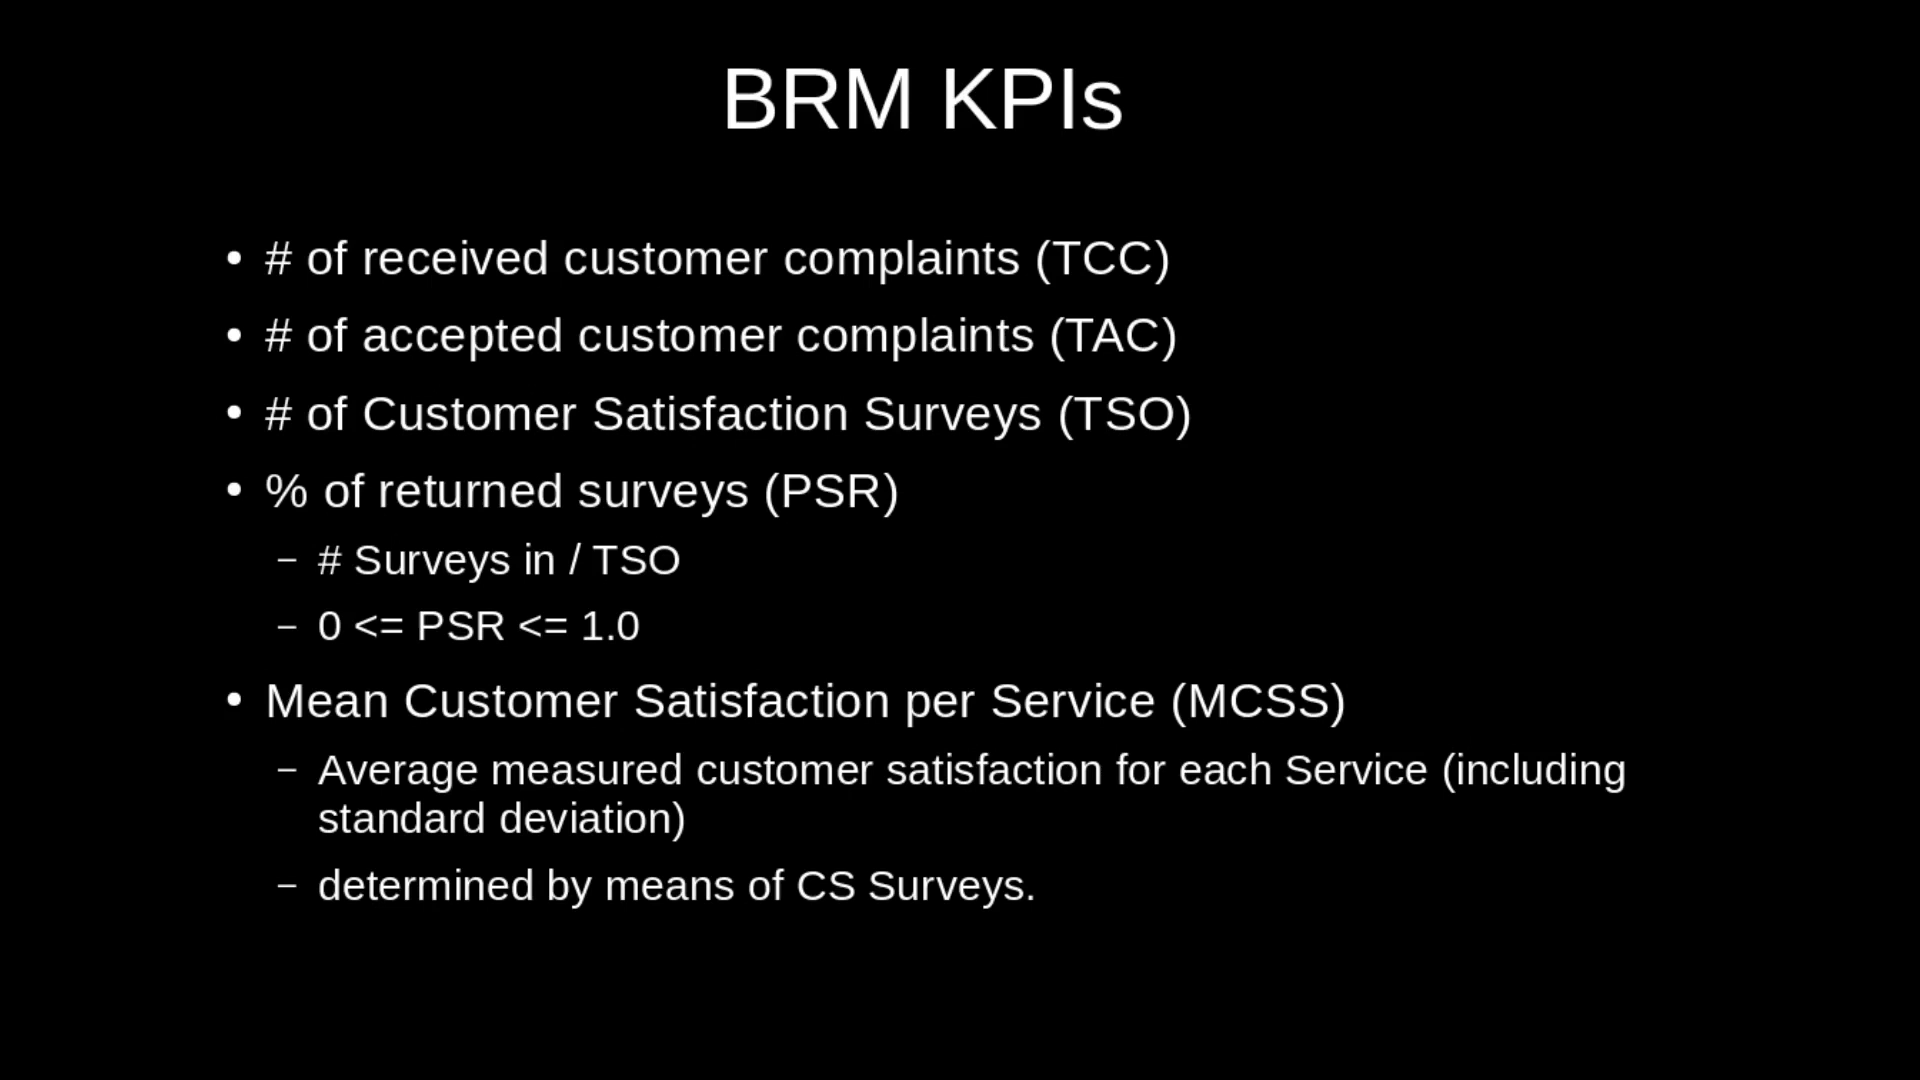 BRM KPIs
• # of received customer complaints (TCC)
• # of accepted customer complaints (TAC)
• # of Customer Satisfaction Surveys (TSO)
• % of returned surveys (PSR)
– # Surveys in / TSO
– 0 <= PSR <= 1.0
• Mean Customer Satisfaction per Service (MCSS)
– Average measured customer satisfaction for each Service (including
standard deviation)
– determined by means of CS Surveys.